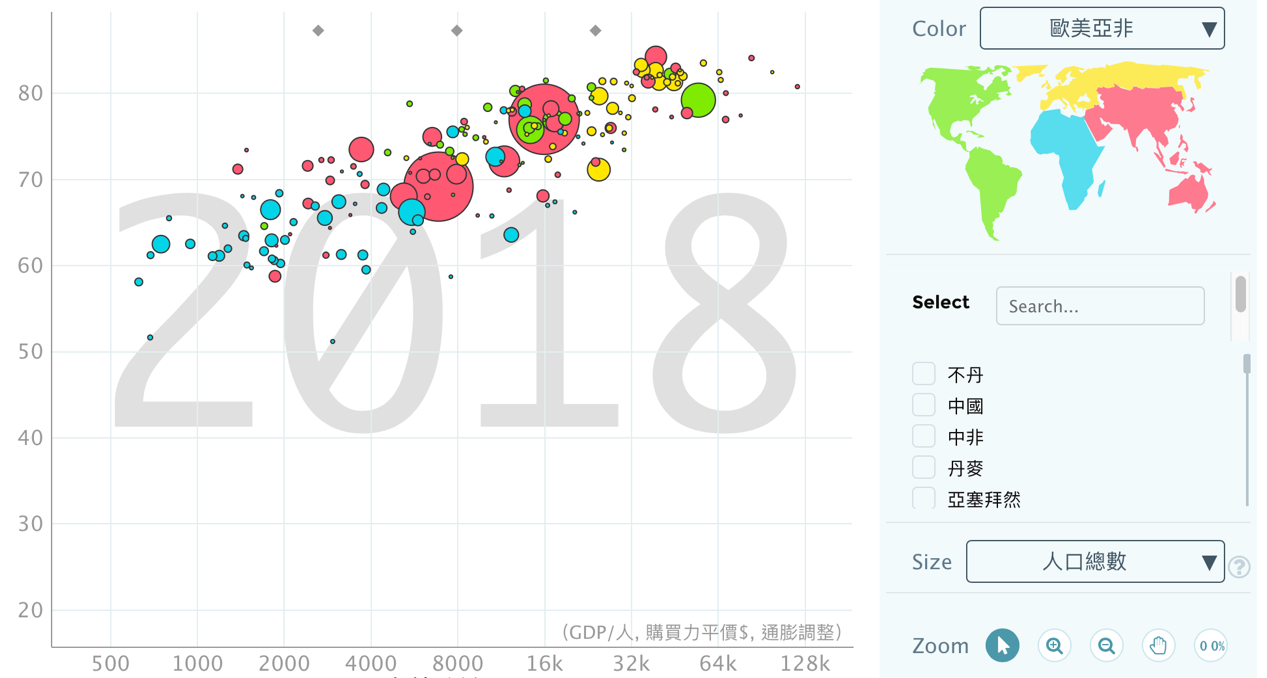 2018
80
70
60
50
40
30
20
(GDP/人, 購買力平價$, 通膨調整)
500 1000 2000 4000 8000 16k 32k 64k 128k
Color 歐美亞非 ▼
Select Search...
不丹
中國
中非
丹麥
亞塞拜然
Size 人口總數 ▼ ?
Zoom 0 0%